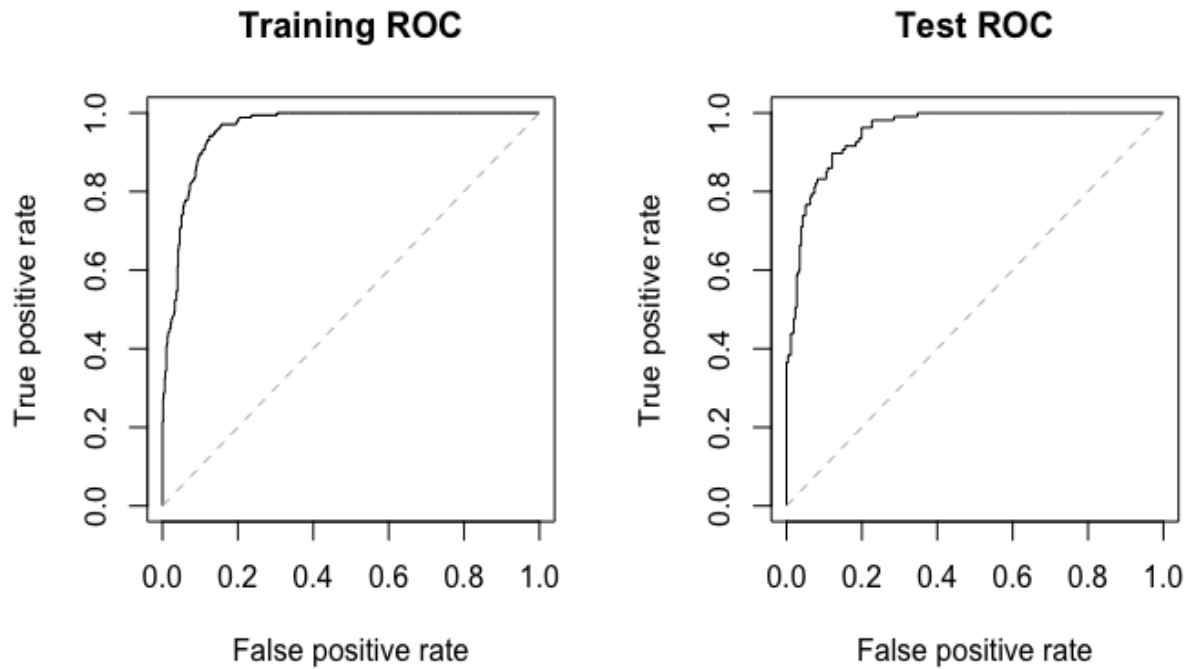 Training ROC
True positive rate
1.0
0.8
0.6
0.4
0.2
0.0
0.0 0.2 0.4 0.6 0.8 1.0
False positive rate
Test ROC
True positive rate
1.0
0.8
0.6
0.4
0.2
0.0
0.0 0.2 0.4 0.6 0.8 1.0
False positive rate